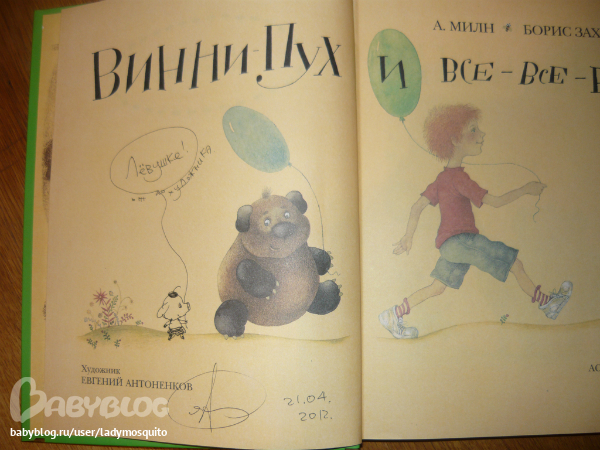 Винни-Пух
и все-все-
А. МИЛН БОРИС ЗАХ
Лёвушке!
от художника
Художник
ЕВГЕНИЙ АНТОНЕНКОВ
21.04.
2012.
BABYBLOG
babyblog.ru/user/ladymosquito